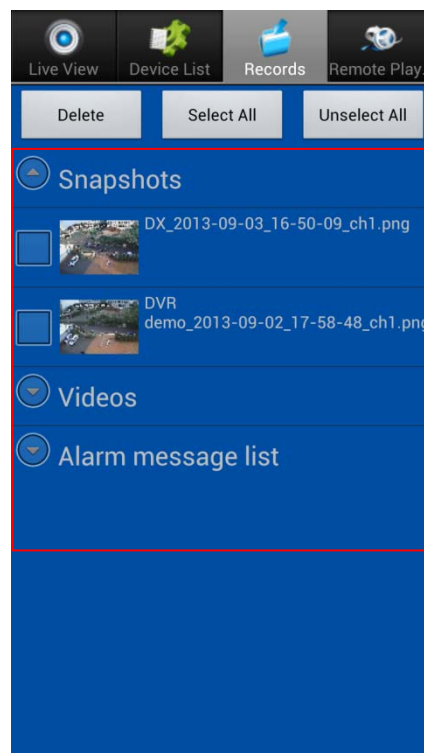 Live View Device List Records Remote Play.
Delete Select All Unselect All
Snapshots
DX_2013-09-03_16-50-09_ch1.png
DVR
demo_2013-09-02_17-58-48_ch1.png
Videos
Alarm message list